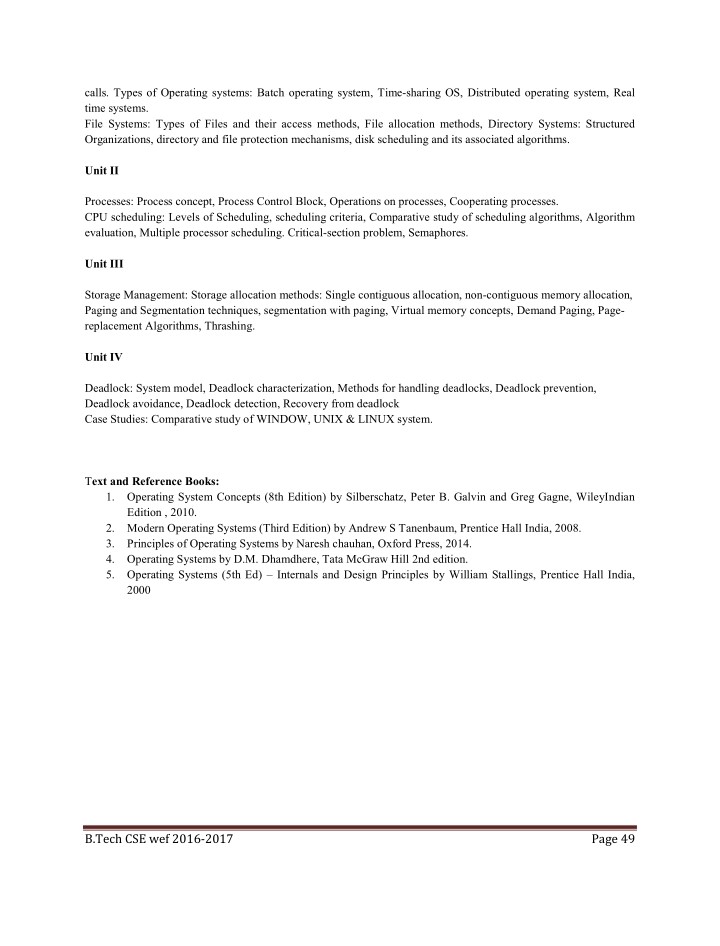 calls. Types of Operating systems: Batch operating system, Time-sharing OS, Distributed operating system, Real
time systems.
File Systems: Types of Files and their access methods, File allocation methods, Directory Systems: Structured
Organizations, directory and file protection mechanisms, disk scheduling and its associated algorithms.
Unit II
Processes: Process concept, Process Control Block, Operations on processes, Cooperating processes.
CPU scheduling: Levels of Scheduling, scheduling criteria, Comparative study of scheduling algorithms, Algorithm
evaluation, Multiple processor scheduling. Critical-section problem, Semaphores.
Unit III
Storage Management: Storage allocation methods: Single contiguous allocation, non-contiguous memory allocation,
Paging and Segmentation techniques, segmentation with paging, Virtual memory concepts, Demand Paging, Page-
replacement Algorithms, Thrashing.
Unit IV
Deadlock: System model, Deadlock characterization, Methods for handling deadlocks, Deadlock prevention,
Deadlock avoidance, Deadlock detection, Recovery from deadlock
Case Studies: Comparative study of WINDOW, UNIX & LINUX system.
Text and Reference Books:
1. Operating System Concepts (8th Edition) by Silberschatz, Peter B. Galvin and Greg Gagne, WileyIndian
Edition , 2010.
2. Modern Operating Systems (Third Edition) by Andrew S Tanenbaum, Prentice Hall India, 2008.
3. Principles of Operating Systems by Naresh chauhan, Oxford Press, 2014.
4. Operating Systems by D.M. Dhamdhere, Tata McGraw Hill 2nd edition.
5. Operating Systems (5th Ed) – Internals and Design Principles by William Stallings, Prentice Hall India,
2000
B.Tech CSE wef 2016-2017 Page 49